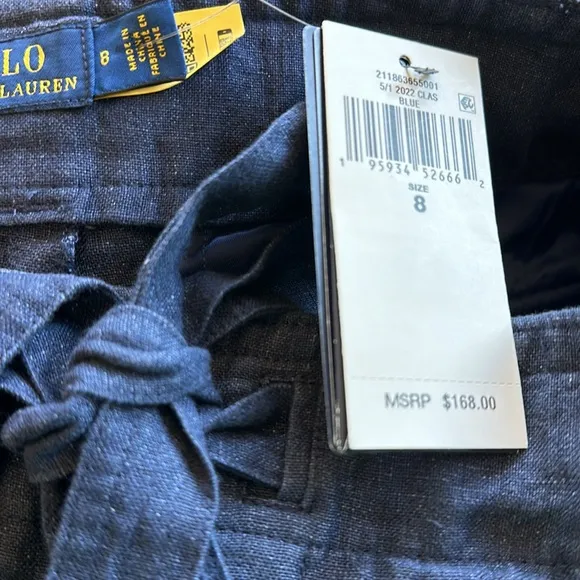 LO
LAUREN
8
MADE IN
CHINA
FABRIQUÉ EN
CHINE
211863655001
5/1 2022 CLAS
BLUE
1 95934 52666 2
SIZE
8
MSRP $168.00